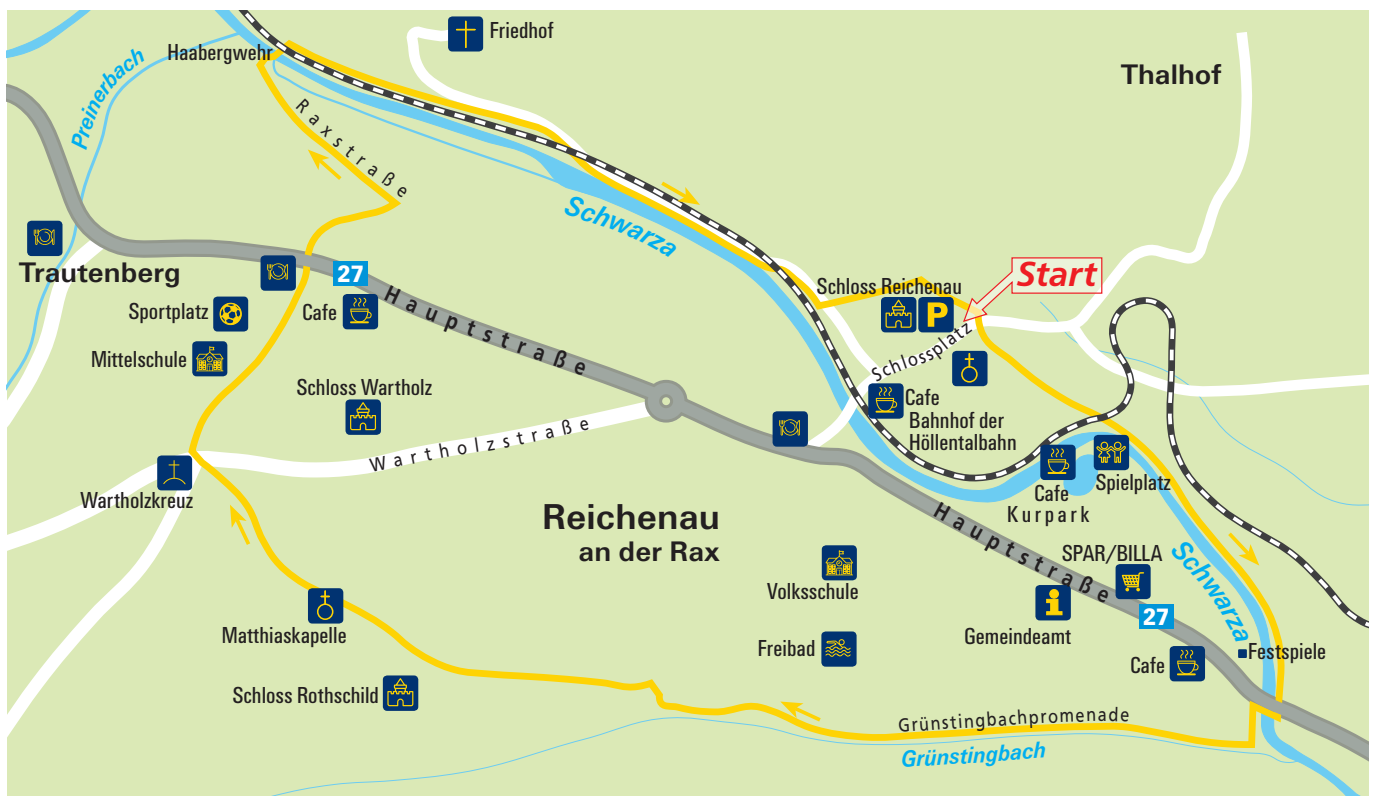 Friedhof
Haabergwehr
Preinerbach
Thalhof
Raxstraße
Schwarza
Trautenberg
27
Start
Schloss Reichenau
P
Sportplatz
Cafe
Hauptstraße
Schlossplatz
Mittelschule
Schloss Wartholz
Cafe
Bahnhof der
Höllentalbahn
Wartholzstraße
Wartholzkreuz
Cafe
Spielplatz
Kurpark
Reichenau
an der Rax
Hauptstraße
SPAR/BILLA
Schwarza
Volksschule
27
Matthiaskapelle
Gemeindeamt
Freibad
Cafe
Festspiele
Schloss Rothschild
Grünstingbachpromenade
Grünstingbach